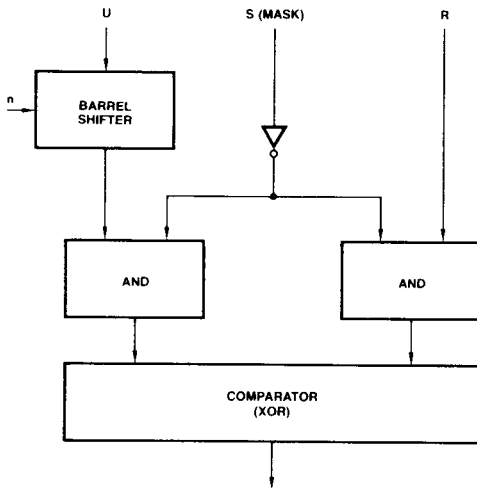 U
S (MASK)
R
n
BARREL
SHIFTER
AND
AND
COMPARATOR
(XOR)